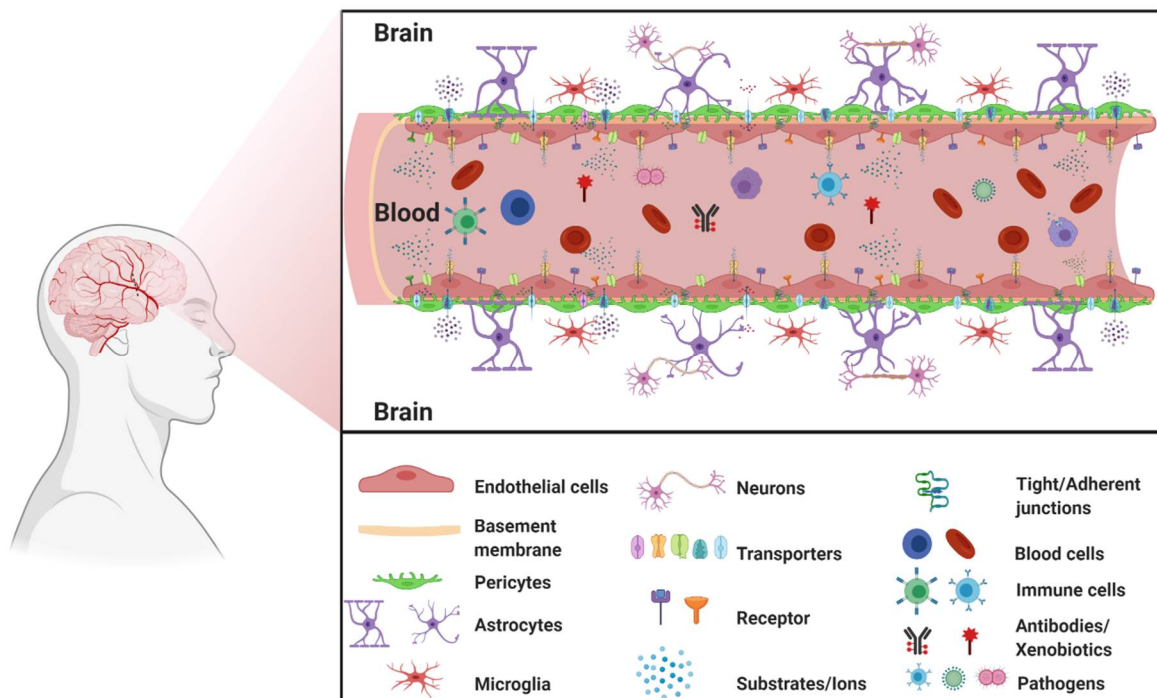 Brain
Blood
Brain
Endothelial cells
Basement
membrane
Pericytes
Astrocytes
Microglia
Neurons
Transporters
Receptor
Substrates/Ions
Tight/Adherent
junctions
Blood cells
Immune cells
Antibodies/
Xenobiotics
Pathogens